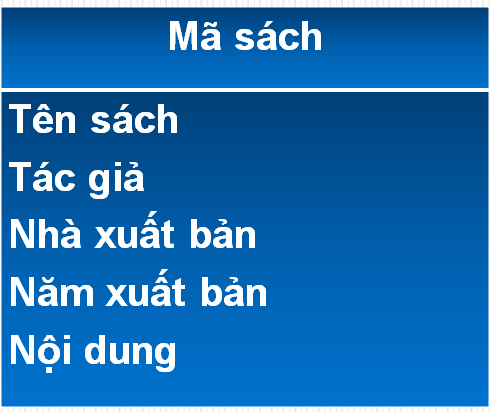 Mã sách
Tên sách
Tác giả
Nhà xuất bản
Năm xuất bản
Nội dung